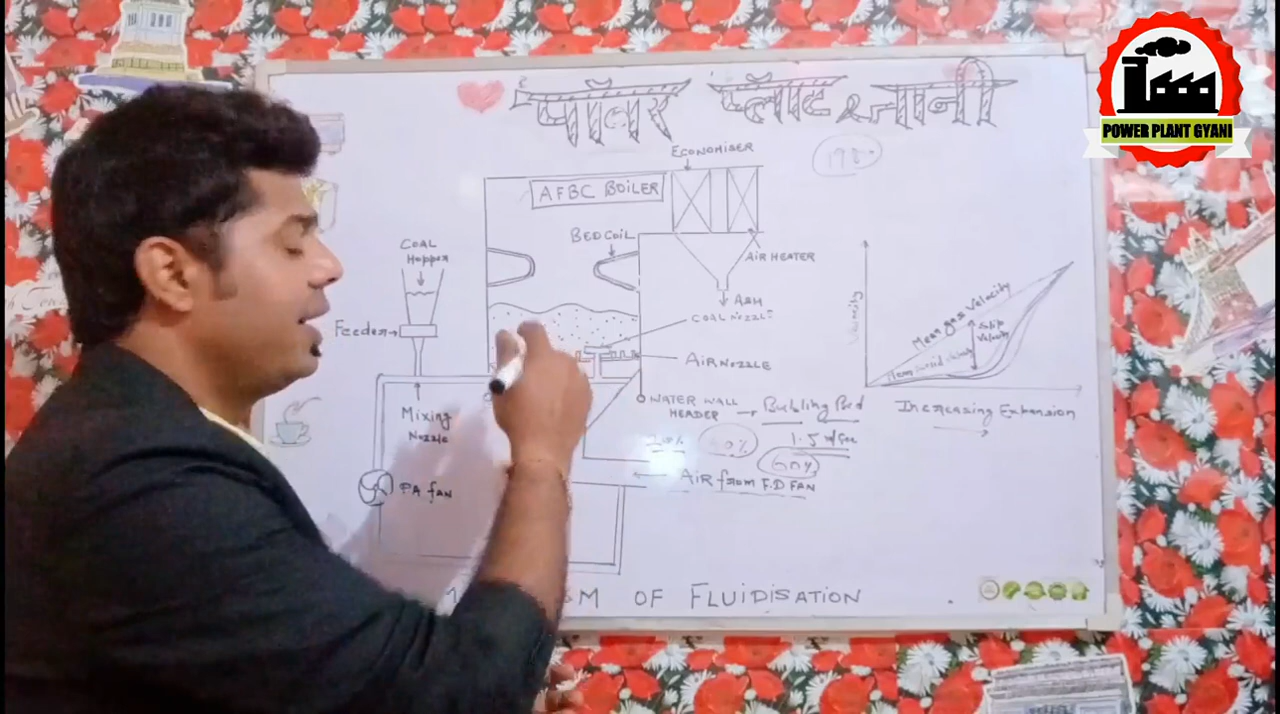 पॉवर प्लॉट ज्ञानी
POWER PLANT GYANI
ECONOMISER
AFBC BOILER
BED COIL
COAL
Hopper
AIR HEATER
ASH
COAL NOZZLE
Feeder
AIR NOZZLE
Mixing
Nozzle
WATER WALL
HEADER
Bubbling Bed
1.5 m/sec
60%
AIR from F.D FAN
PA fan
Velocity
Mean gas Velocity
Slip
Velocity
Increasing Expansion
OF FLUIDISATION